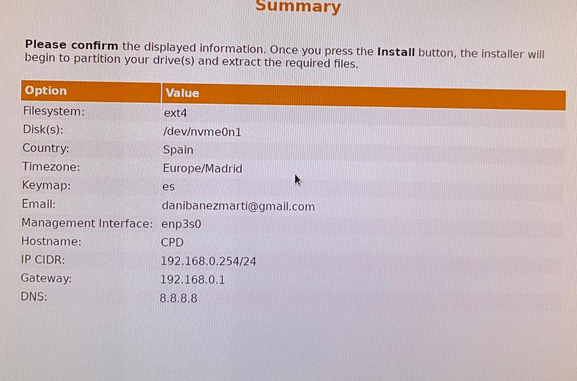 Summary
Please confirm the displayed information. Once you press the Install button, the installer will
begin to partition your drive(s) and extract the required files.
Option Value
Filesystem: ext4
Disk(s): /dev/nvme0n1
Country: Spain
Timezone: Europe/Madrid
Keymap: es
Email: danibanezmarti@gmail.com
Management Interface: enp3s0
Hostname: CPD
IP CIDR: 192.168.0.254/24
Gateway: 192.168.0.1
DNS: 8.8.8.8